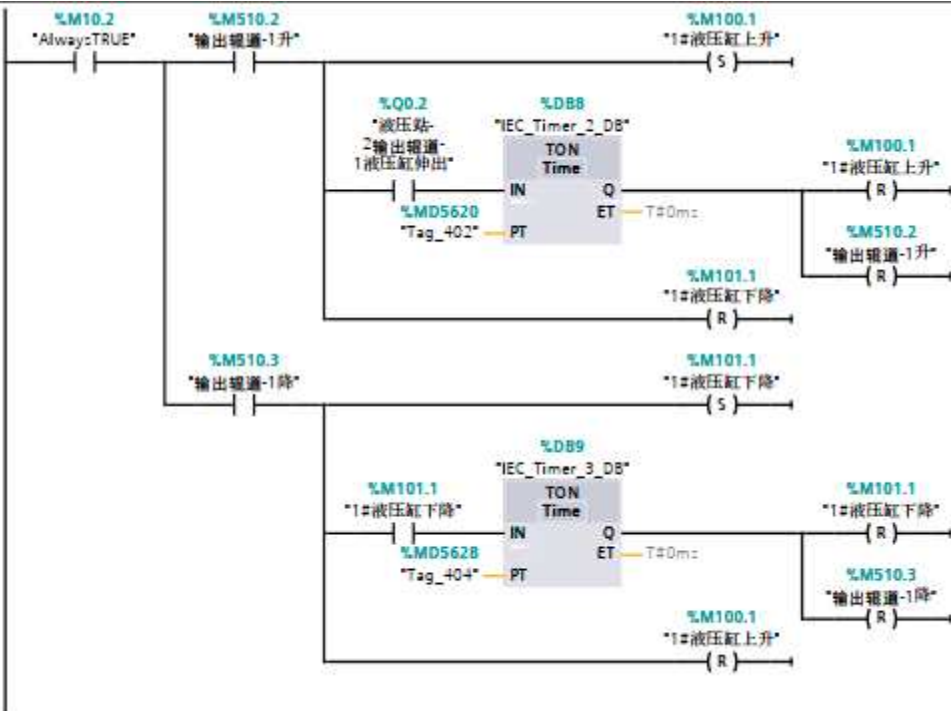 %M10.2
"AlwaysTRUE"
%M510.2
"输出辊道-1升"
%M100.1
"1#液压缸上升"
S
%Q0.2
"液压站-
2输出辊道-
1液压缸伸出"
%DB8
"IEC_Timer_2_DB"
TON
Time
IN
Q
%MD5620
"Tag_402"
PT
ET
T#0ms
%M100.1
"1#液压缸上升"
R
%M510.2
"输出辊道-1升"
R
%M101.1
"1#液压缸下降"
R
%M510.3
"输出辊道-1降"
%M101.1
"1#液压缸下降"
S
%DB9
"IEC_Timer_3_DB"
TON
Time
%M101.1
"1#液压缸下降"
IN
Q
%MD5628
"Tag_404"
PT
ET
T#0ms
%M101.1
"1#液压缸下降"
R
%M510.3
"输出辊道-1降"
R
%M100.1
"1#液压缸上升"
R